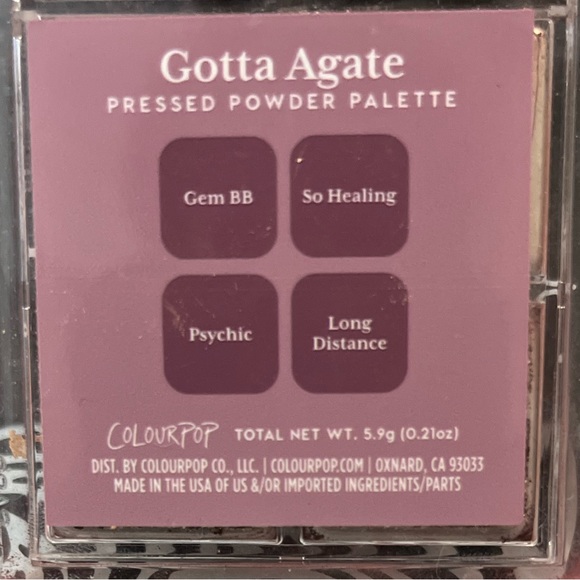 Gotta Agate
PRESSED POWDER PALETTE
Gem BB
So Healing
Psychic
Long
Distance
COLOURPOP TOTAL NET WT. 5.9g (0.21oz)
DIST. BY COLOURPOP CO., LLC. | COLOURPOP.COM | OXNARD, CA 93033
MADE IN THE USA OF US &/OR IMPORTED INGREDIENTS/PARTS